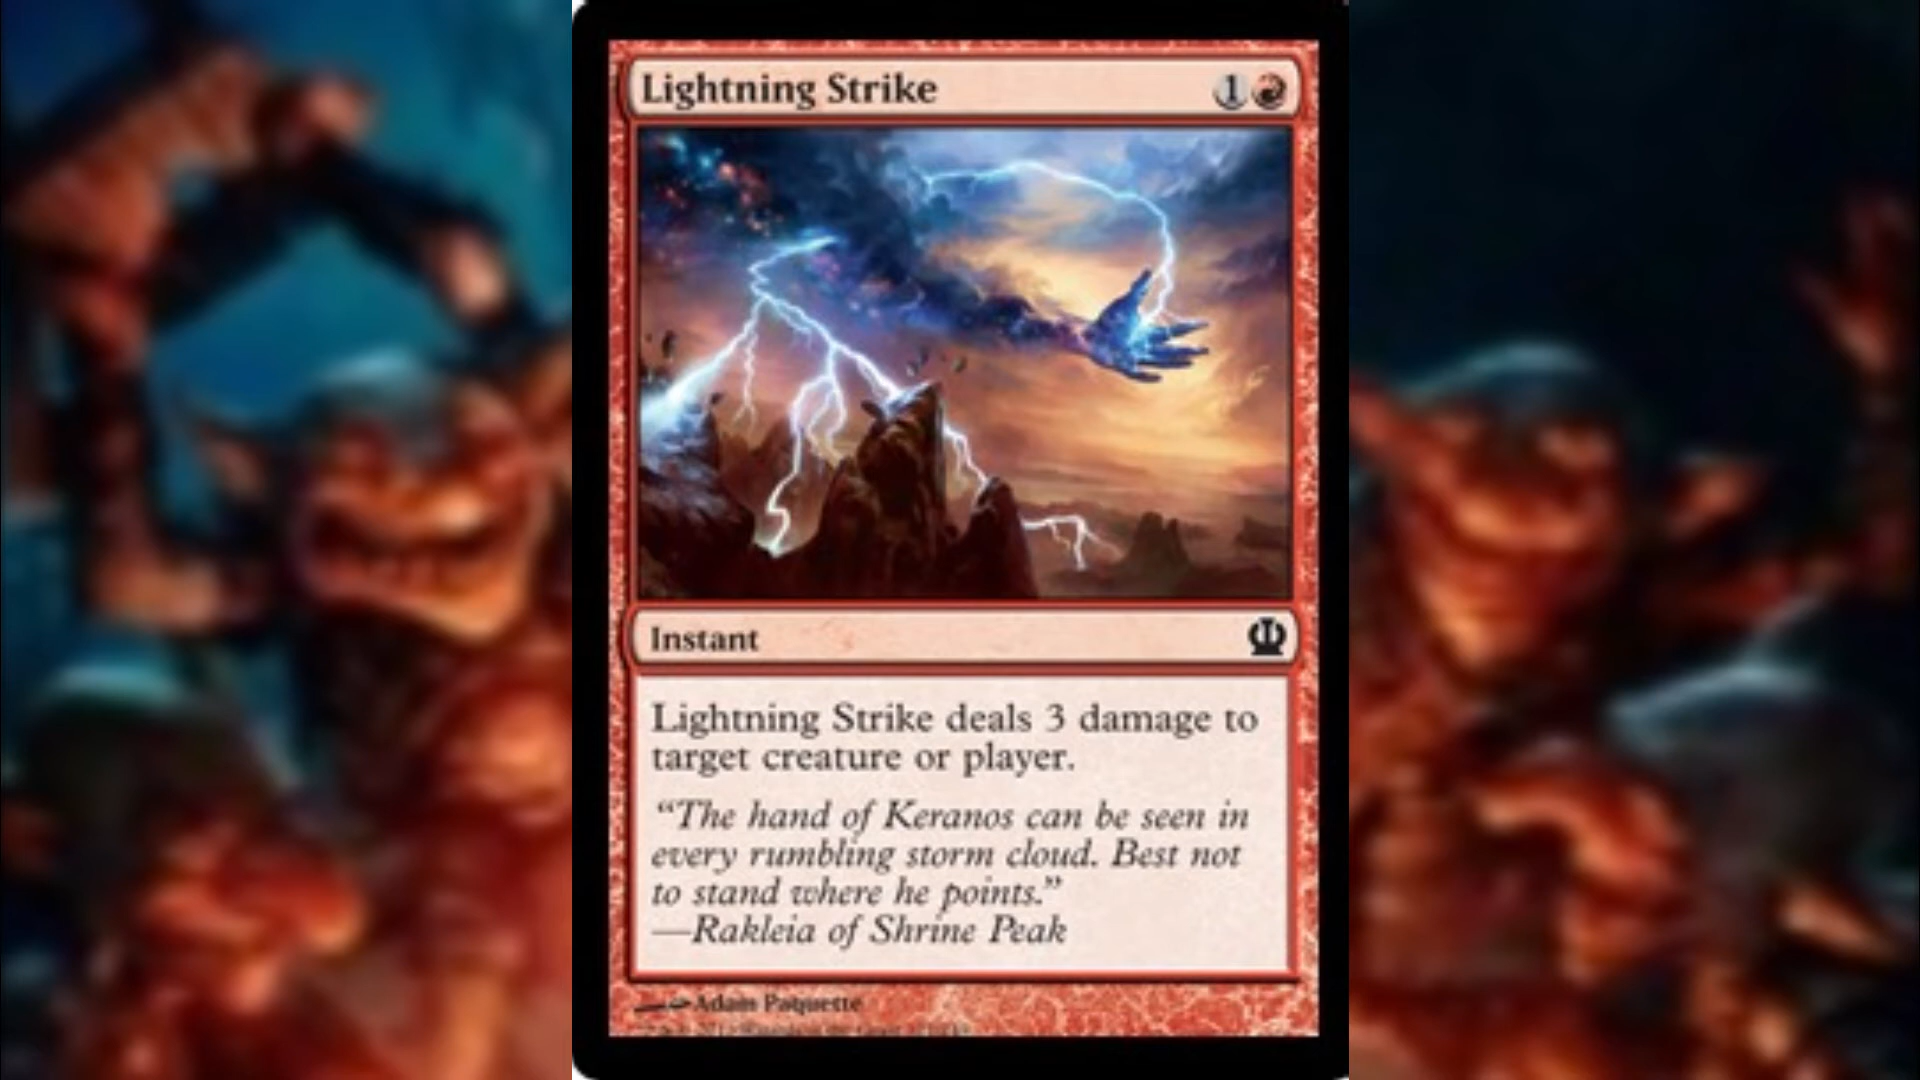 Lightning Strike 1
Instant
Lightning Strike deals 3 damage to
target creature or player.
“The hand of Keranos can be seen in
every rumbling storm cloud. Best not
to stand where he points.”
—Rakleia of Shrine Peak
Adam Paquette